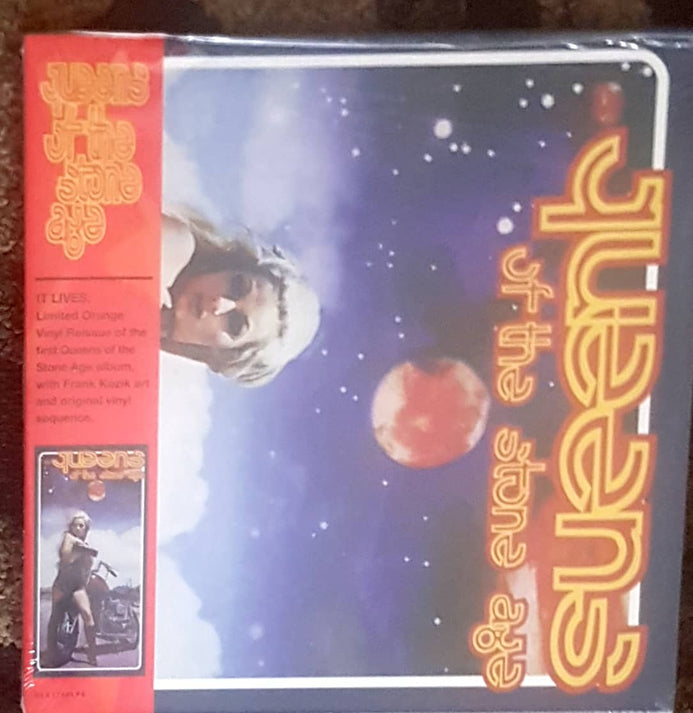 queens
of the
stone
age
IT LIVES.
Limited Orange
Vinyl Reissue of the
first Queens of the
Stone Age album,
with Frank Kozik art
and original vinyl
sequence.
queens
of the stone age
queens
of the stone age